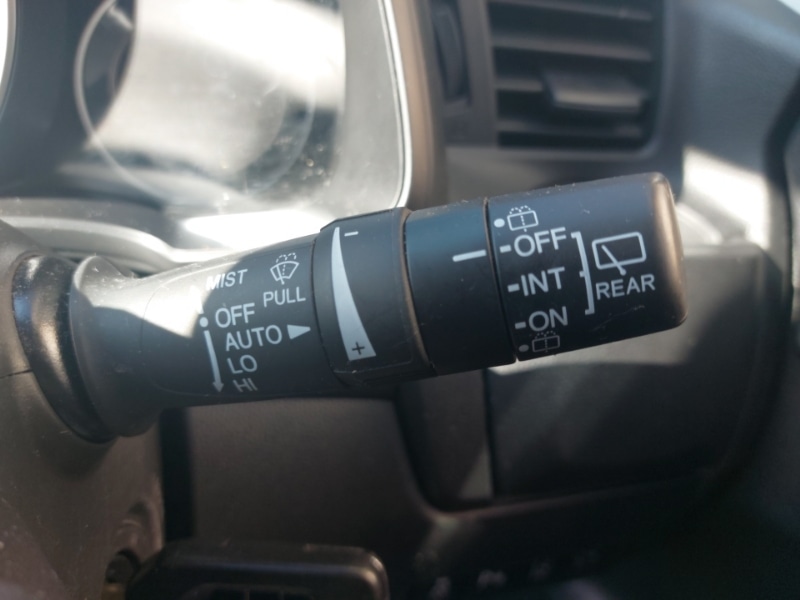 MIST
PULL
OFF
AUTO
LO
HI
-
+
OFF
INT
ON
REAR